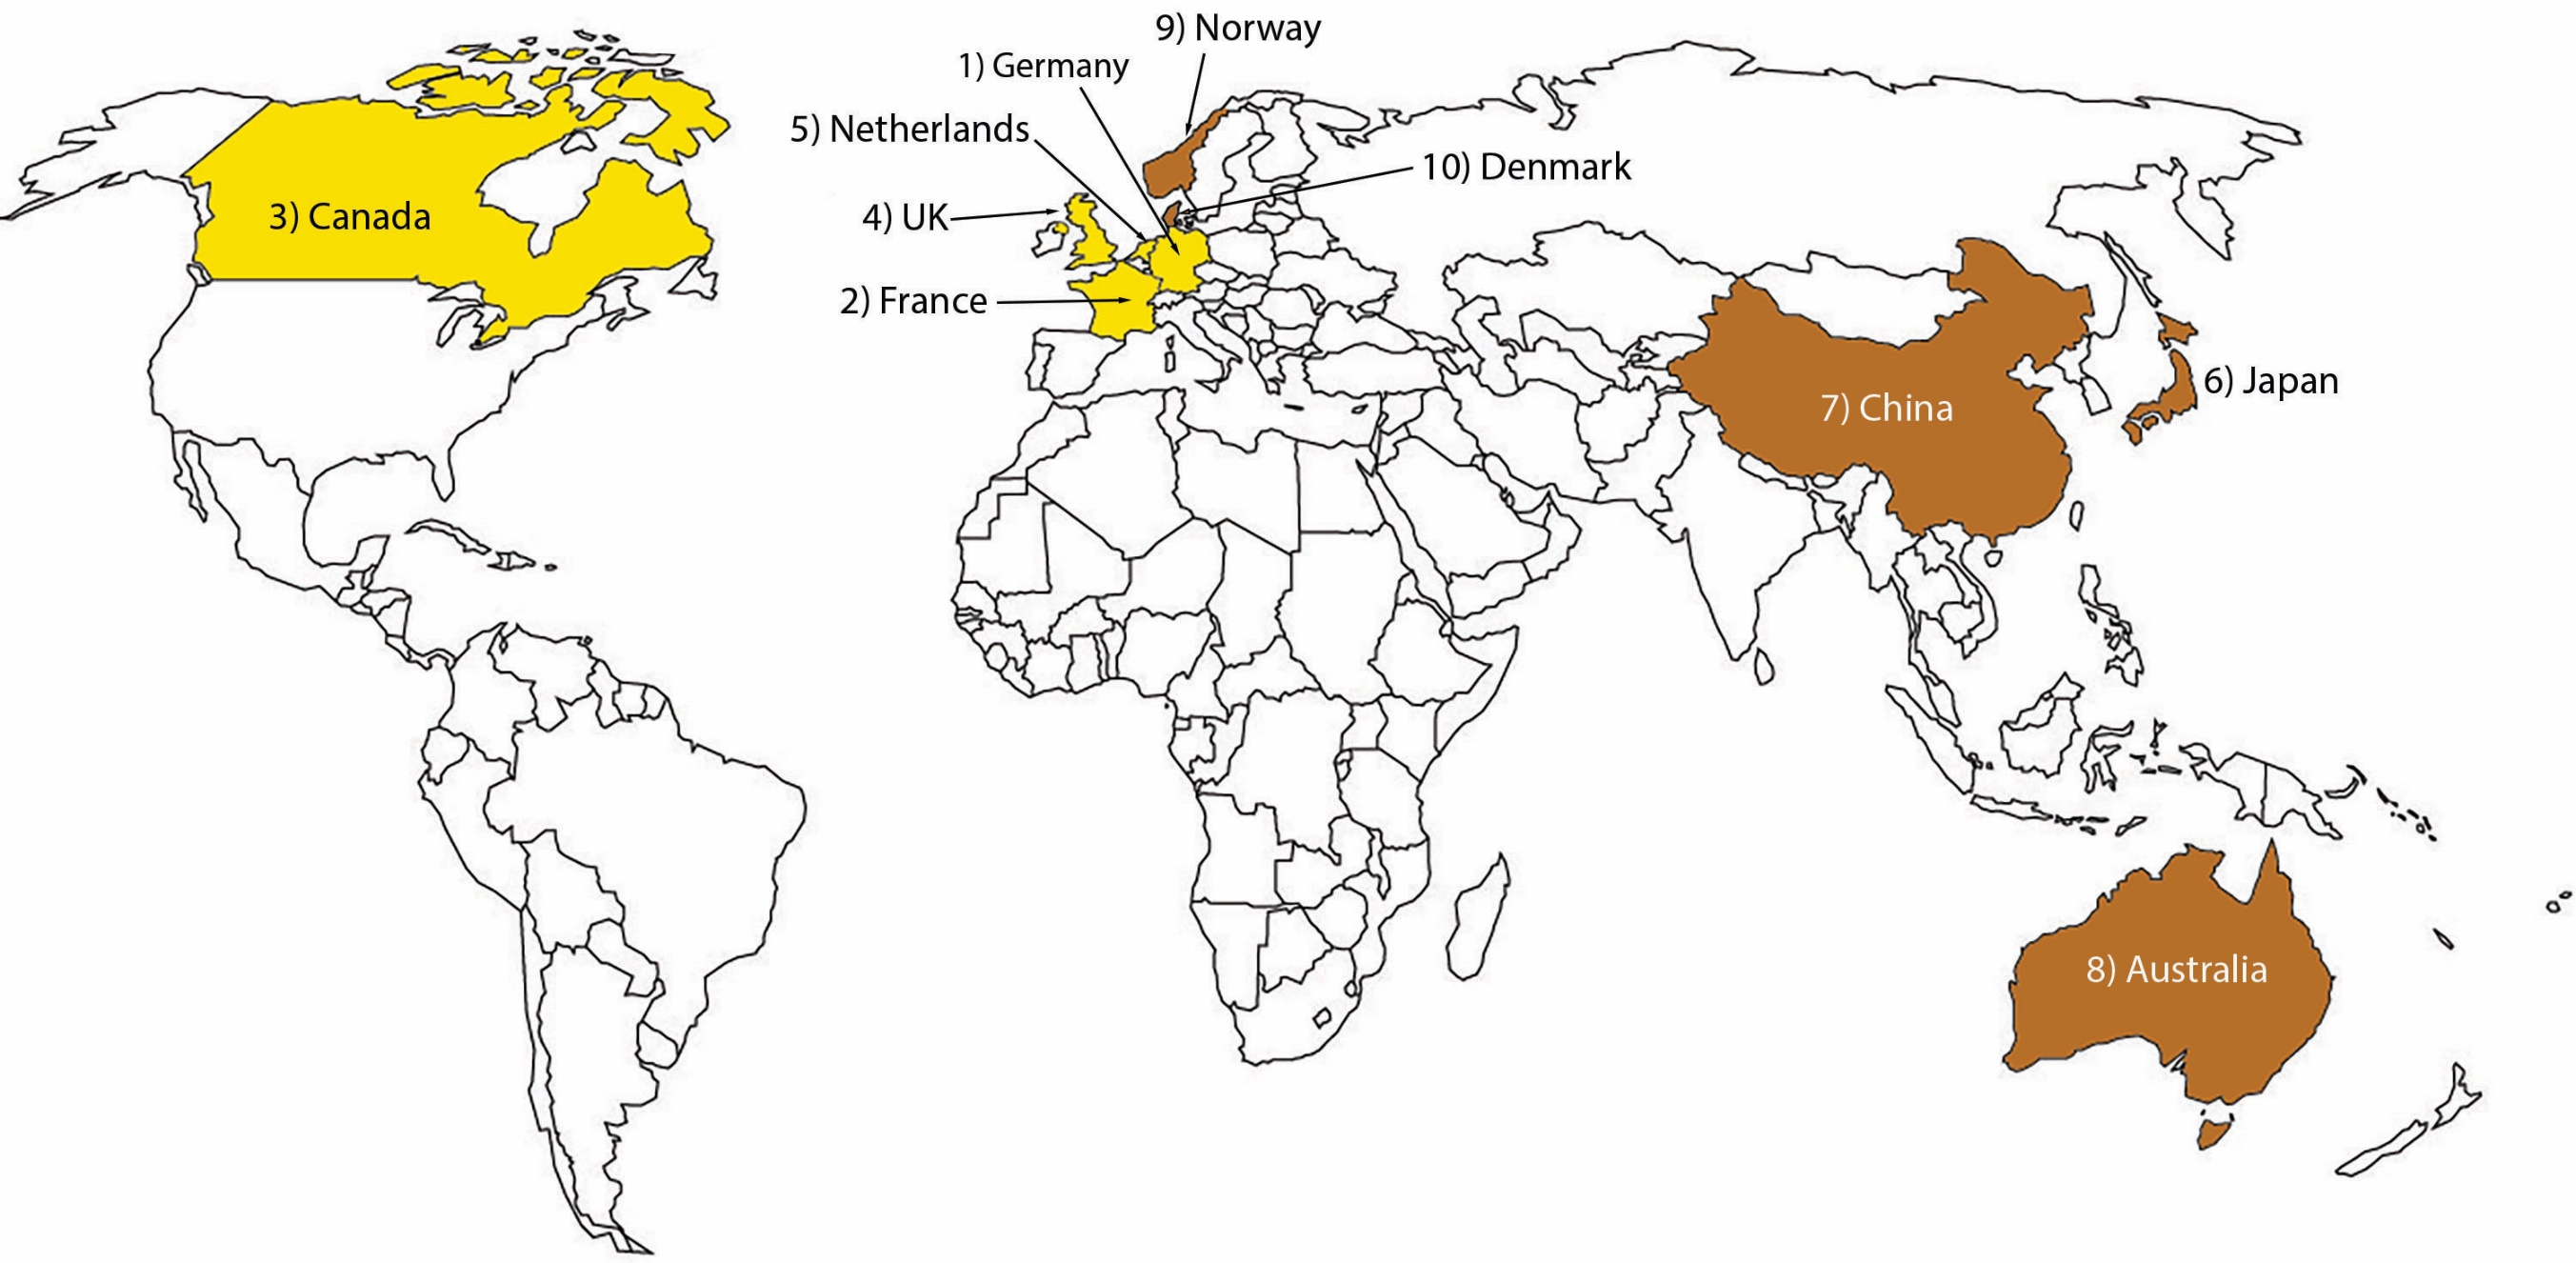 9) Norway
1) Germany
5) Netherlands
10) Denmark
3) Canada
4) UK
2) France
6) Japan
7) China
8) Australia